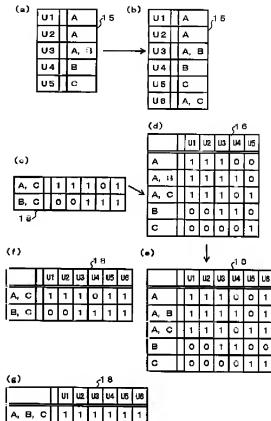 (a)
15
U1 A
U2 A
U3 A, B
U4 B
U5 C
(b)
15
U1 A
U2 A
U3 A, B
U4 B
U5 C
U6 A, C
(c)
A, C 1 1 1 0 1
B, C 0 0 1 1 1
18
(d)
16
U1 U2 U3 U4 U5
A 1 1 1 0 0
A, B 1 1 1 1 0
A, C 1 1 1 0 1
B 0 0 1 1 0
C 0 0 0 0 1
(e)
U1 U2 U3 U4 U5 U6
A 1 1 1 0 0 1
A, B 1 1 1 1 0 1
A, C 1 1 1 0 1 1
B 0 0 1 1 0 0
C 0 0 0 0 1 1
(f)
18
U1 U2 U3 U4 U5 U6
A, C 1 1 1 0 1 1
B, C 0 0 1 1 1 1
(g)
18
U1 U2 U3 U4 U5 U6
A, B, C 1 1 1 1 1 1